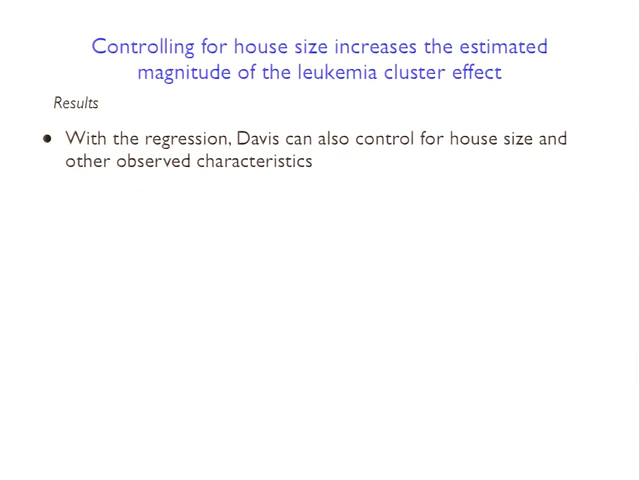 Controlling for house size increases the estimated
magnitude of the leukemia cluster effect
Results
• With the regression, Davis can also control for house size and
other observed characteristics